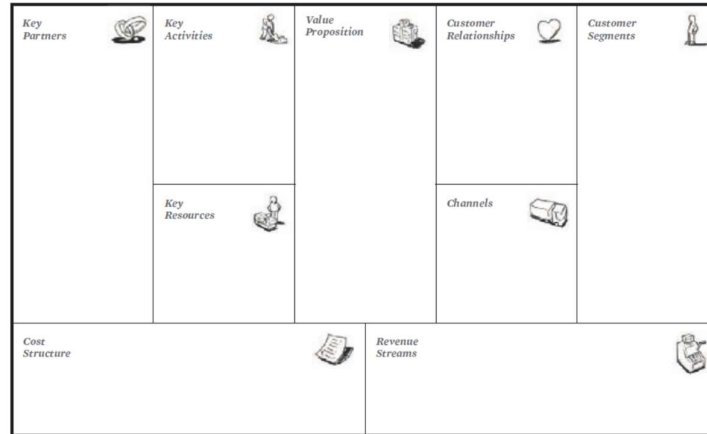 Key
Partners
Key
Activities
Value
Proposition
Customer
Relationships
Customer
Segments
Key
Resources
Channels
Cost
Structure
Revenue
Streams